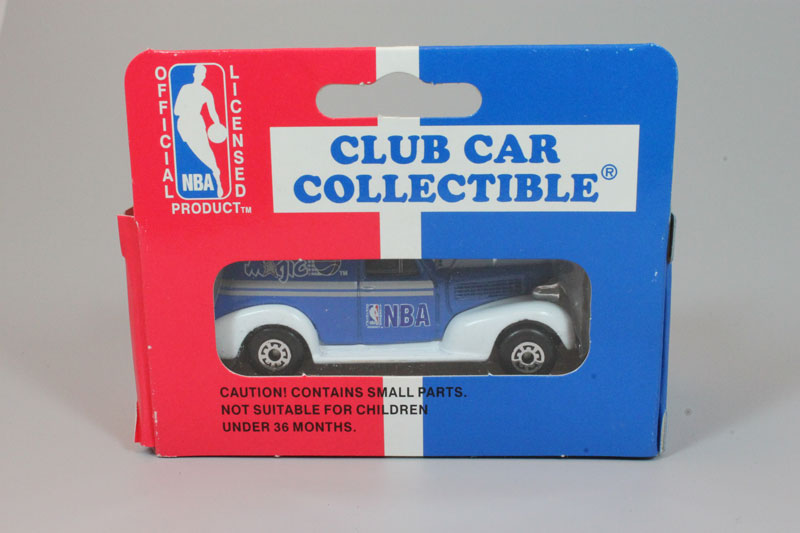 OFFICIAL
LICENSED
NBA
PRODUCT™
CLUB CAR
COLLECTIBLE®
Magic ™
NBA
CAUTION! CONTAINS SMALL PARTS.
NOT SUITABLE FOR CHILDREN
UNDER 36 MONTHS.